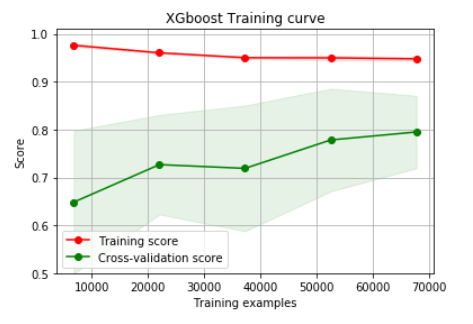 XGboost Training curve
1.0
0.9
0.8
0.7
0.6
0.5
Score
Training score
Cross-validation score
10000 20000 30000 40000 50000 60000 70000
Training examples